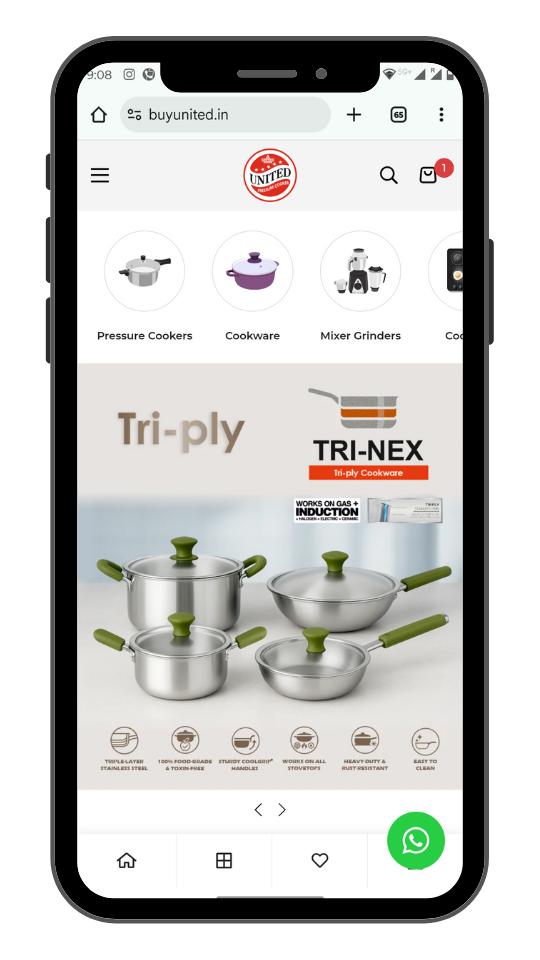 9:08
5G+
R
buyunited.in
65
UNITED
PRESSURE COOKER
1
Pressure Cookers
Cookware
Mixer Grinders
Coo
Tri-ply
TRI-NEX
Tri-ply Cookware
WORKS ON GAS +
INDUCTION
+ HALOGEN + ELECTRIC + CERAMIC
TRIPLY
TRIPLE-LAYER
STAINLESS STEEL
100% FOOD-GRADE
& TOXIN-FREE
STURDY COOLGRIP
HANDLES
WORKS ON ALL
STOVETOPS
HEAVY-DUTY &
RUST-RESISTANT
EASY TO
CLEAN